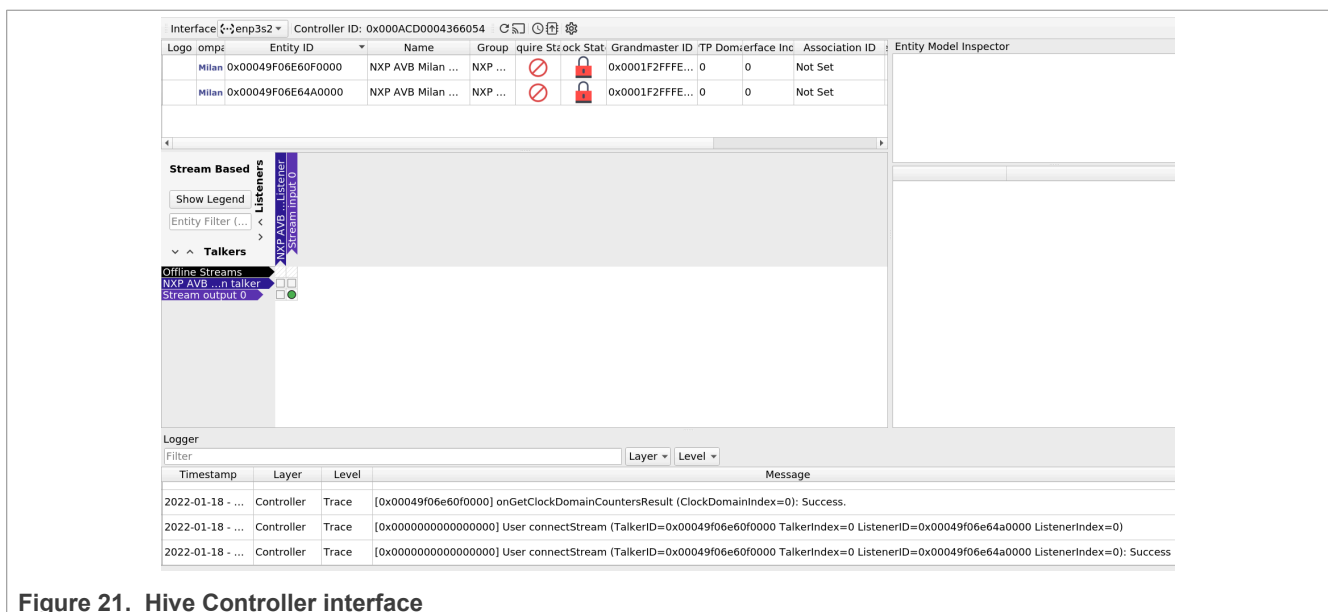 Interface enp3s2 Controller ID: 0x000ACD0004366054
Logo ompa Entity ID Name Group quire Sta ock Stat Grandmaster ID 'TP Dom erface Ind Association ID Entity Model Inspector
Milan 0x00049F06E60F0000 NXP AVB Milan ... NXP ... 0x0001F2FFFE... 0 0 Not Set
Milan 0x00049F06E64A0000 NXP AVB Milan ... NXP ... 0x0001F2FFFE... 0 0 Not Set
Stream Based
Show Legend
Entity Filter (...
Listeners
NXP AVB ...Listener
Stream input 0
Talkers
Offline Streams
NXP AVB ...n talker
Stream output 0
Logger
Filter Layer Level
Timestamp Layer Level Message
2022-01-18 - ... Controller Trace [0x00049f06e60f0000] onGetClockDomainCountersResult (ClockDomainIndex=0): Success.
2022-01-18 - ... Controller Trace [0x0000000000000000] User connectStream (TalkerID=0x00049f06e60f0000 TalkerIndex=0 ListenerID=0x00049f06e64a0000 ListenerIndex=0)
2022-01-18 - ... Controller Trace [0x0000000000000000] User connectStream (TalkerID=0x00049f06e60f0000 TalkerIndex=0 ListenerID=0x00049f06e64a0000 ListenerIndex=0): Success
Figure 21. Hive Controller interface